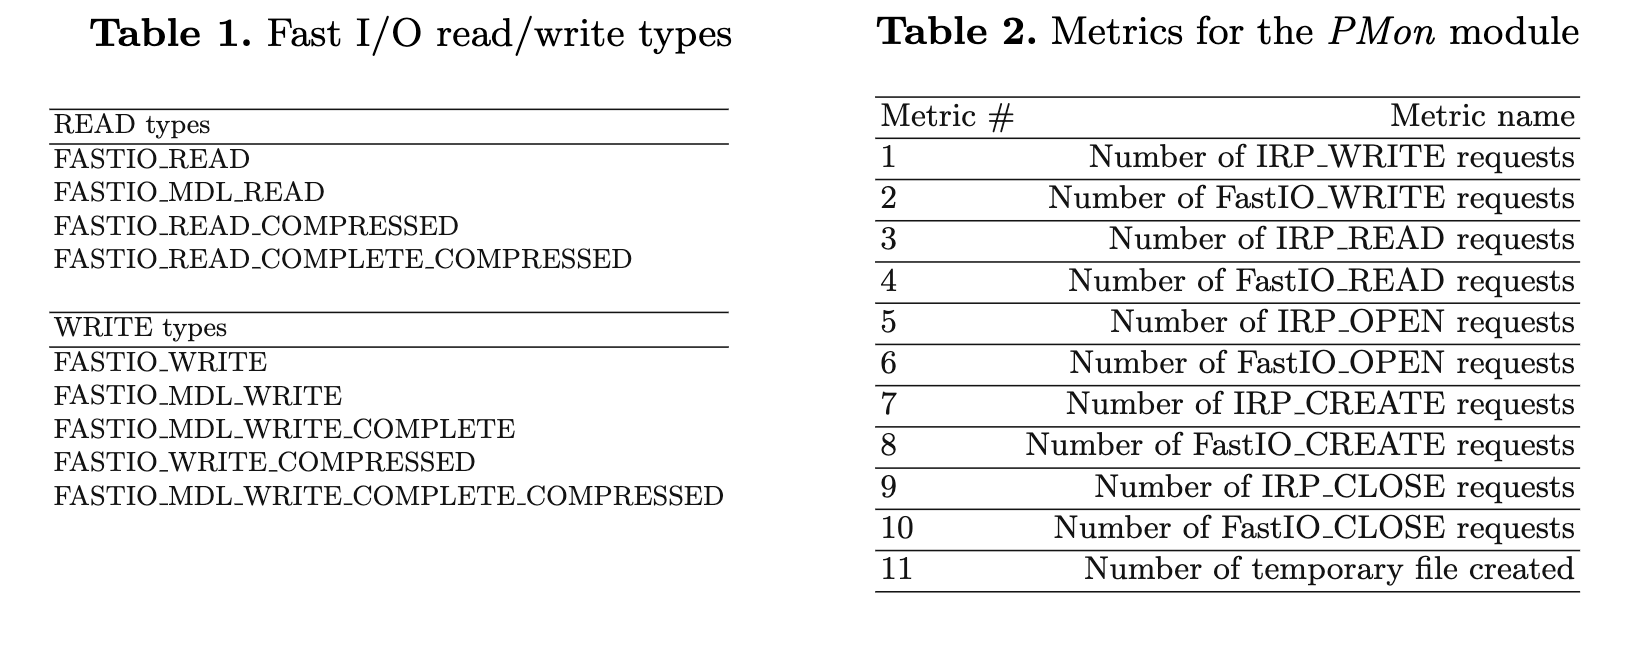 Table 1. Fast I/O read/write types
READ types
FASTIO_READ
FASTIO_MDL_READ
FASTIO_READ_COMPRESSED
FASTIO_READ_COMPLETE_COMPRESSED
WRITE types
FASTIO_WRITE
FASTIO_MDL_WRITE
FASTIO_MDL_WRITE_COMPLETE
FASTIO_WRITE_COMPRESSED
FASTIO_MDL_WRITE_COMPLETE_COMPRESSED
Table 2. Metrics for the PMon module
Metric # Metric name
1 Number of IRP_WRITE requests
2 Number of FastIO_WRITE requests
3 Number of IRP_READ requests
4 Number of FastIO_READ requests
5 Number of IRP_OPEN requests
6 Number of FastIO_OPEN requests
7 Number of IRP_CREATE requests
8 Number of FastIO_CREATE requests
9 Number of IRP_CLOSE requests
10 Number of FastIO_CLOSE requests
11 Number of temporary file created